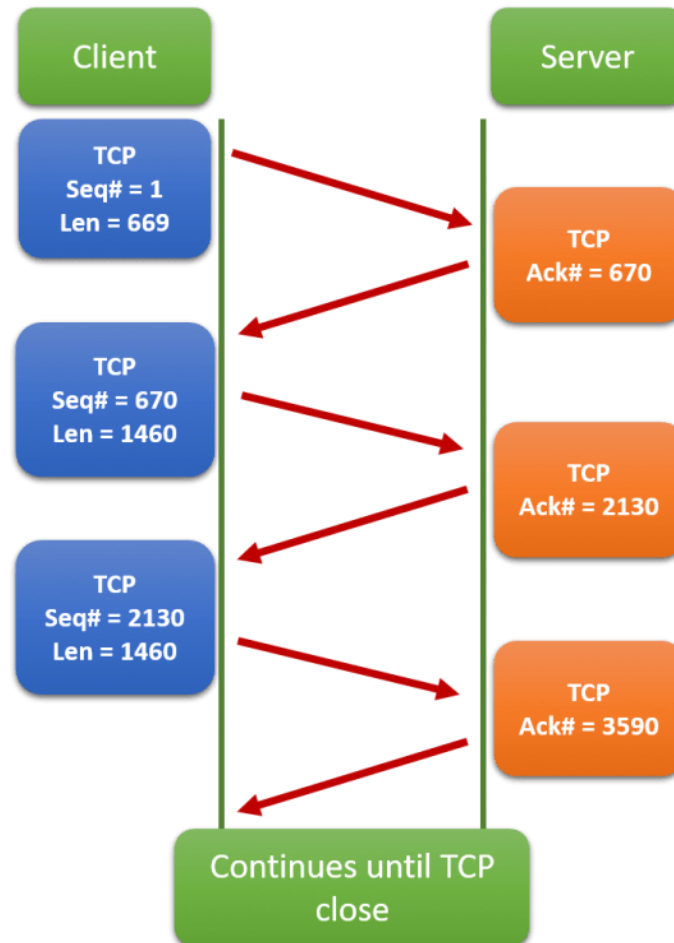 Client
Server
TCP
Seq# = 1
Len = 669
TCP
Ack# = 670
TCP
Seq# = 670
Len = 1460
TCP
Ack# = 2130
TCP
Seq# = 2130
Len = 1460
TCP
Ack# = 3590
Continues until TCP
close